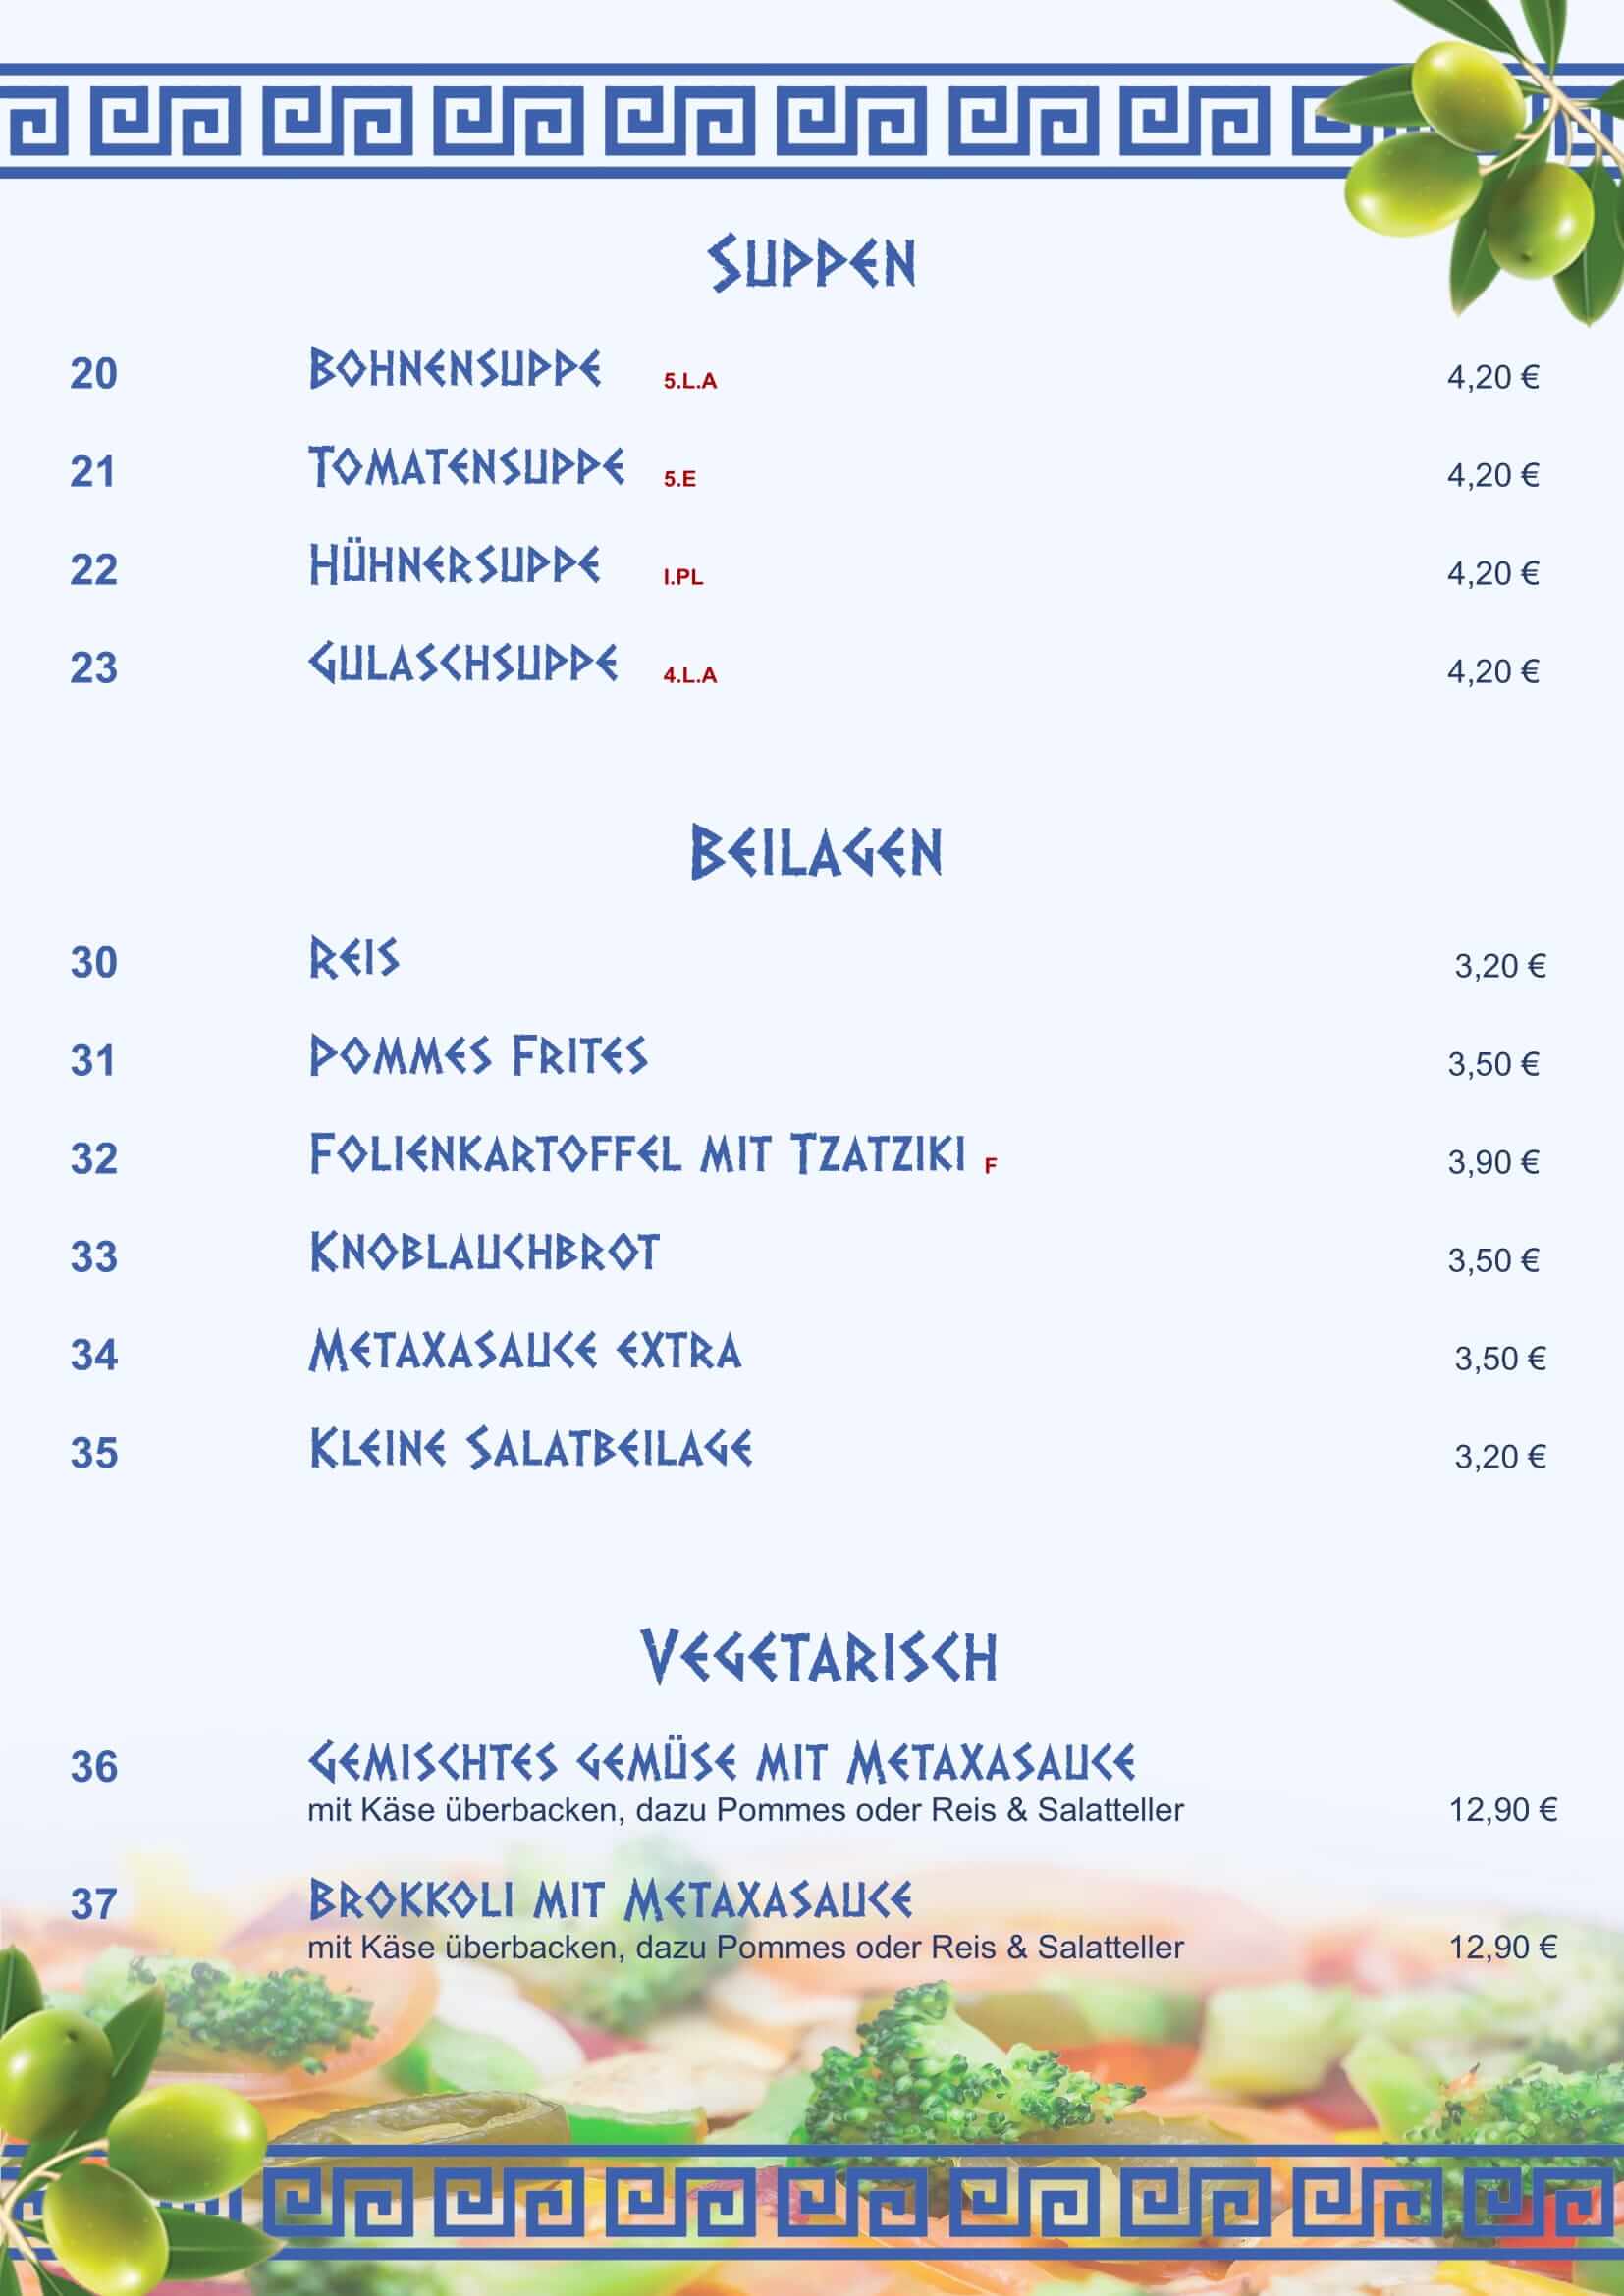 Suppen
20 Bohnensuppe 5.L.A 4,20 €
21 Tomatensuppe 5.E 4,20 €
22 Hühnersuppe I.PL 4,20 €
23 Gulaschsuppe 4.L.A 4,20 €
Beilagen
30 Reis 3,20 €
31 Pommes Frites 3,50 €
32 Folienkartoffel mit Tzatziki F 3,90 €
33 Knoblauchbrot 3,50 €
34 Metaxasauce extra 3,50 €
35 Kleine Salatbeilage 3,20 €
Vegetarisch
36 Gemischtes gemüse mit Metaxasauce
mit Käse überbacken, dazu Pommes oder Reis & Salatteller 12,90 €
37 Brokkoli mit Metaxasauce
mit Käse überbacken, dazu Pommes oder Reis & Salatteller 12,90 €